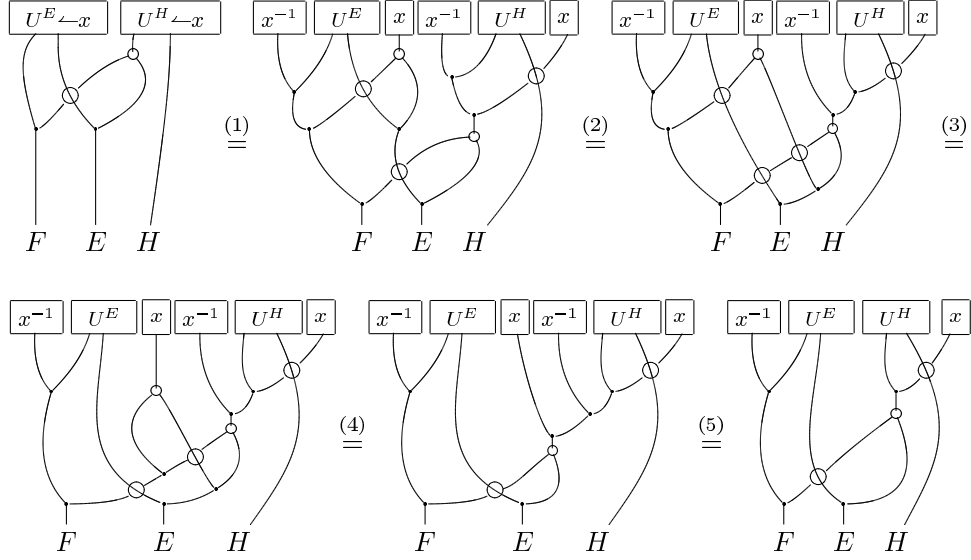 U^E ↼ x   U^H ↼ x   x^{-1}   U^E   x   x^{-1}   U^H   x   x^{-1}   U^E   x   x^{-1}   U^H   x
(1) =   (2) =   (3) =
F   E   H   F   E   H   F   E   H
x^{-1}   U^E   x   x^{-1}   U^H   x   x^{-1}   U^E   x   x^{-1}   U^H   x   x^{-1}   U^E   U^H   x
(4) =   (5) =
F   E   H   F   E   H   F   E   H